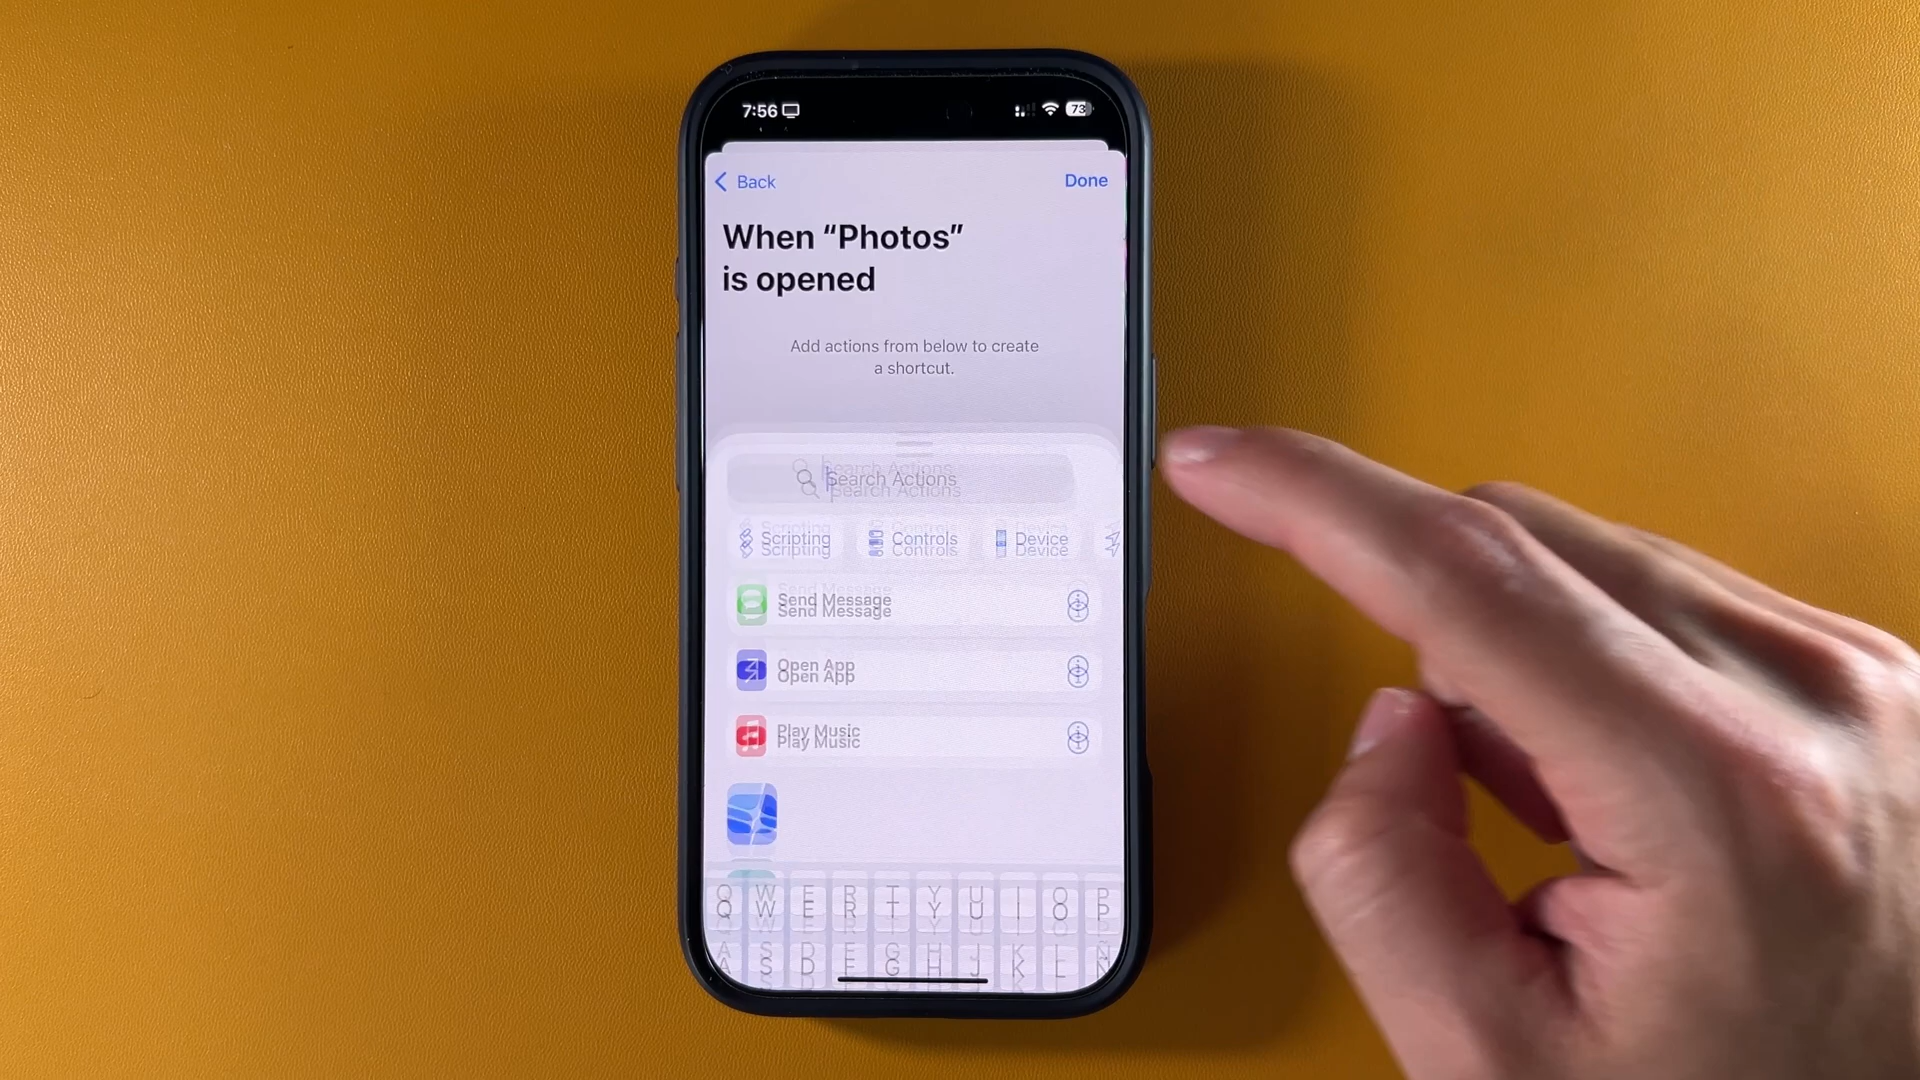 7:56
73
Back
Done
When “Photos”
is opened
Add actions from below to create
a shortcut.
Search Actions
Scripting Controls Device
Send Message
Open App
Play Music
Q W E R T Y U I O P
A S D F G H J K L Ñ